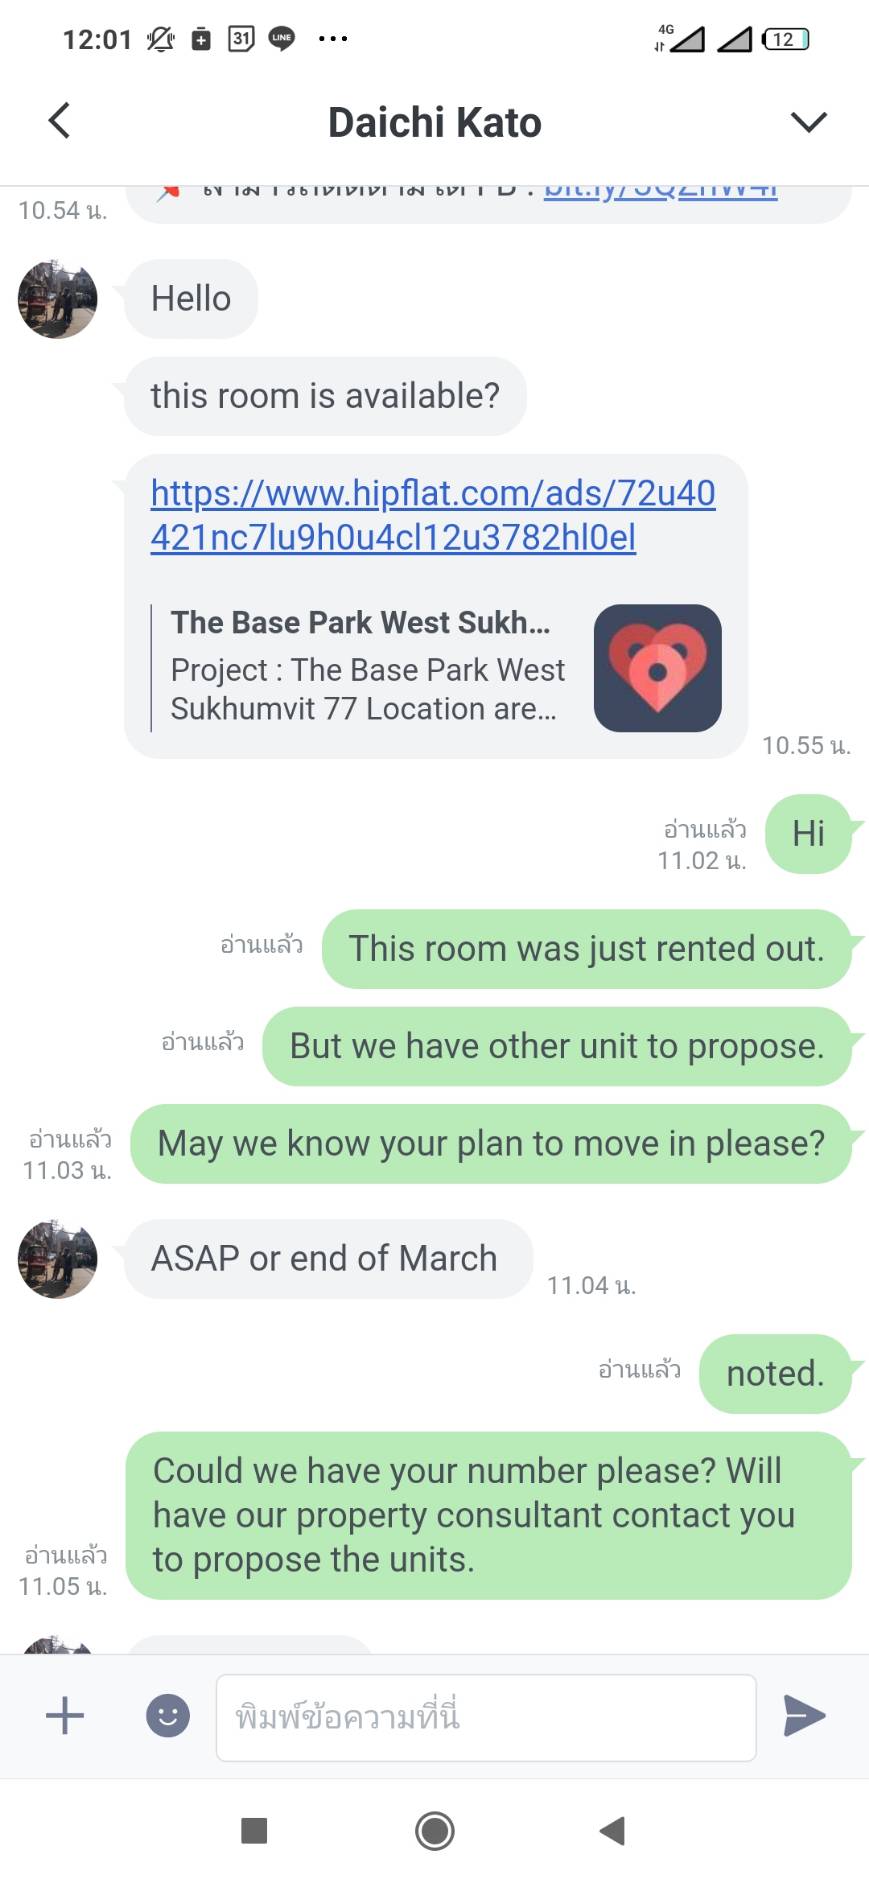 12:01
31
LINE
4G
12
Daichi Kato
10.54 น.
Hello
this room is available?
https://www.hipflat.com/ads/72u40
421nc7lu9h0u4cl12u3782hl0el
The Base Park West Sukh...
Project : The Base Park West
Sukhumvit 77 Location are...
10.55 น.
อ่านแล้ว
11.02 น.
Hi
อ่านแล้ว
This room was just rented out.
อ่านแล้ว
But we have other unit to propose.
อ่านแล้ว
11.03 น.
May we know your plan to move in please?
ASAP or end of March
11.04 น.
อ่านแล้ว
noted.
Could we have your number please? Will
have our property consultant contact you
to propose the units.
อ่านแล้ว
11.05 น.
พิมพ์ข้อความที่นี่